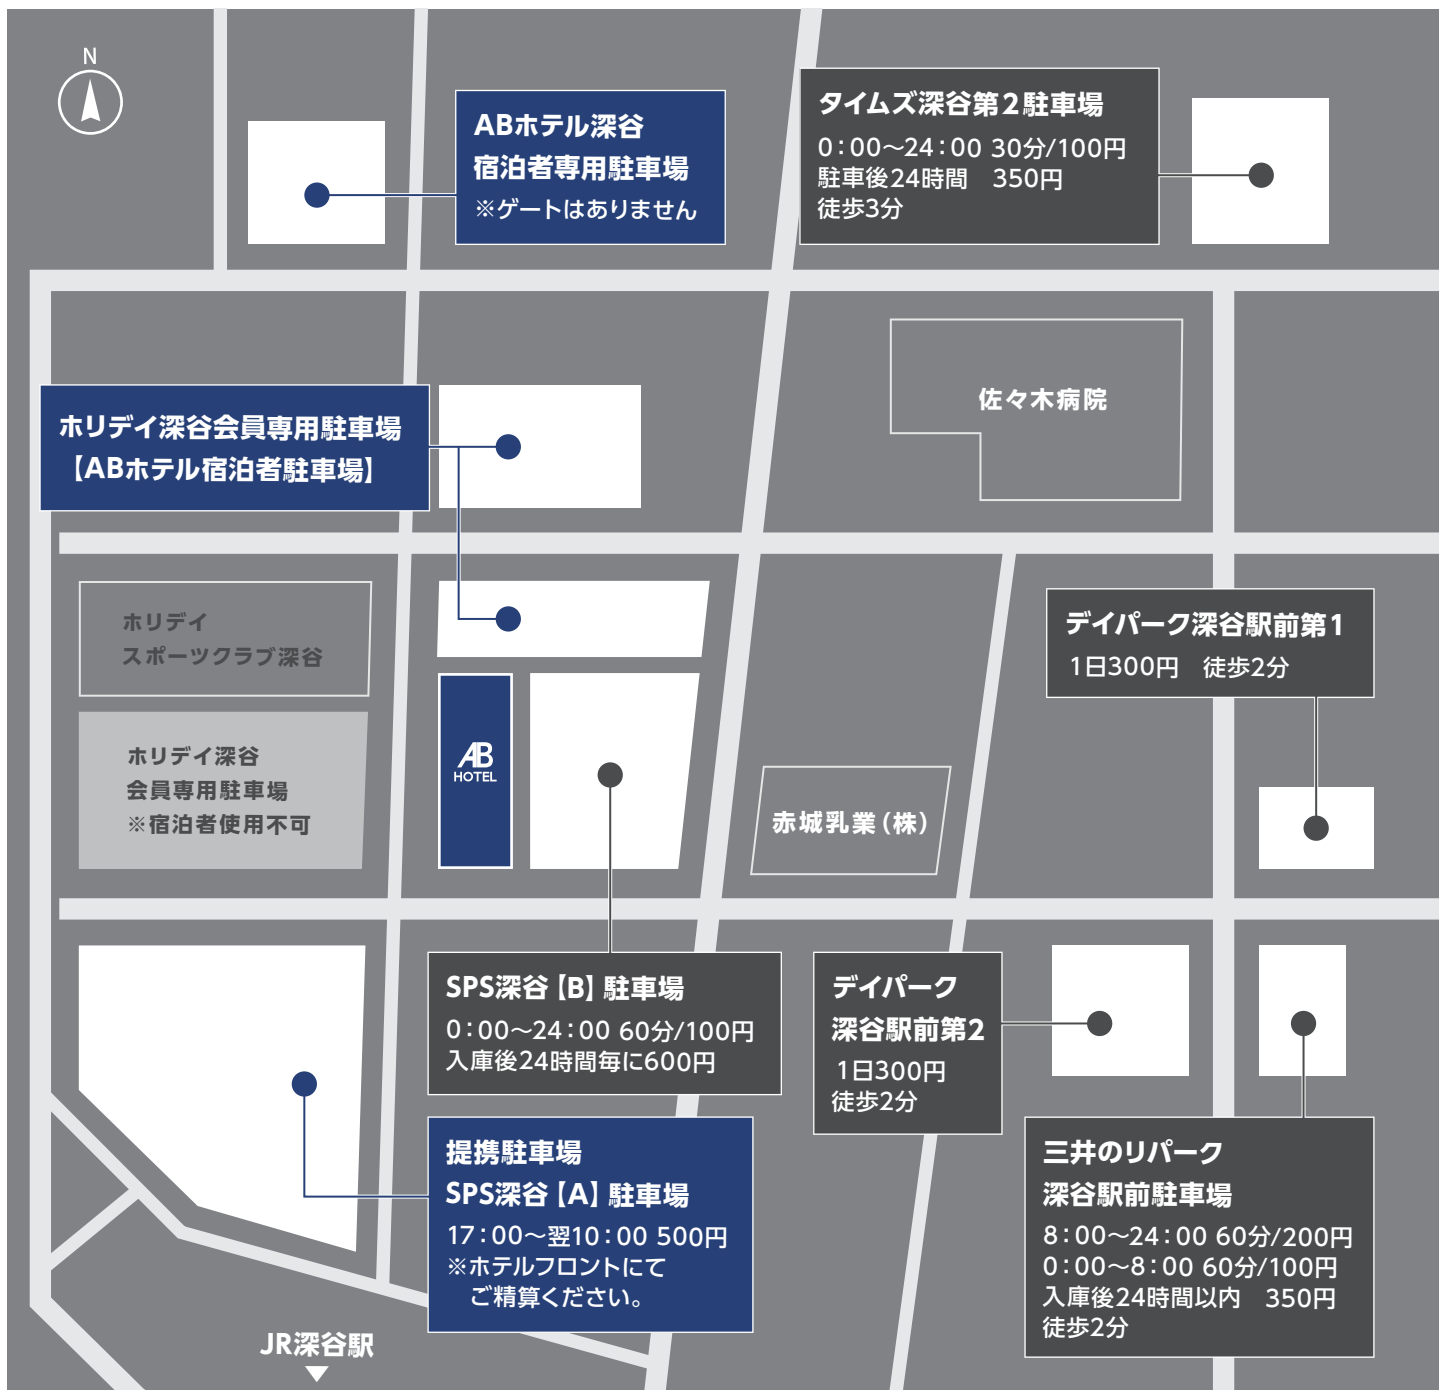 N
ABホテル深谷
宿泊者専用駐車場
※ゲートはありません
タイムズ深谷第2駐車場
0：00〜24：00 30分/100円
駐車後24時間　350円
徒歩3分
佐々木病院
ホリデイ深谷会員専用駐車場
【ABホテル宿泊者駐車場】
ホリデイ
スポーツクラブ深谷
デイパーク深谷駅前第1
1日300円　徒歩2分
ホリデイ深谷
会員専用駐車場
※宿泊者使用不可
AB
HOTEL
赤城乳業（株）
SPS深谷【B】駐車場
0：00〜24：00 60分/100円
入庫後24時間毎に600円
デイパーク
深谷駅前第2
1日300円
徒歩2分
提携駐車場
SPS深谷【A】駐車場
17：00〜翌10：00 500円
※ホテルフロントにて
ご精算ください。
三井のリパーク
深谷駅前駐車場
8：00〜24：00 60分/200円
0：00〜8：00 60分/100円
入庫後24時間以内　350円
徒歩2分
JR深谷駅